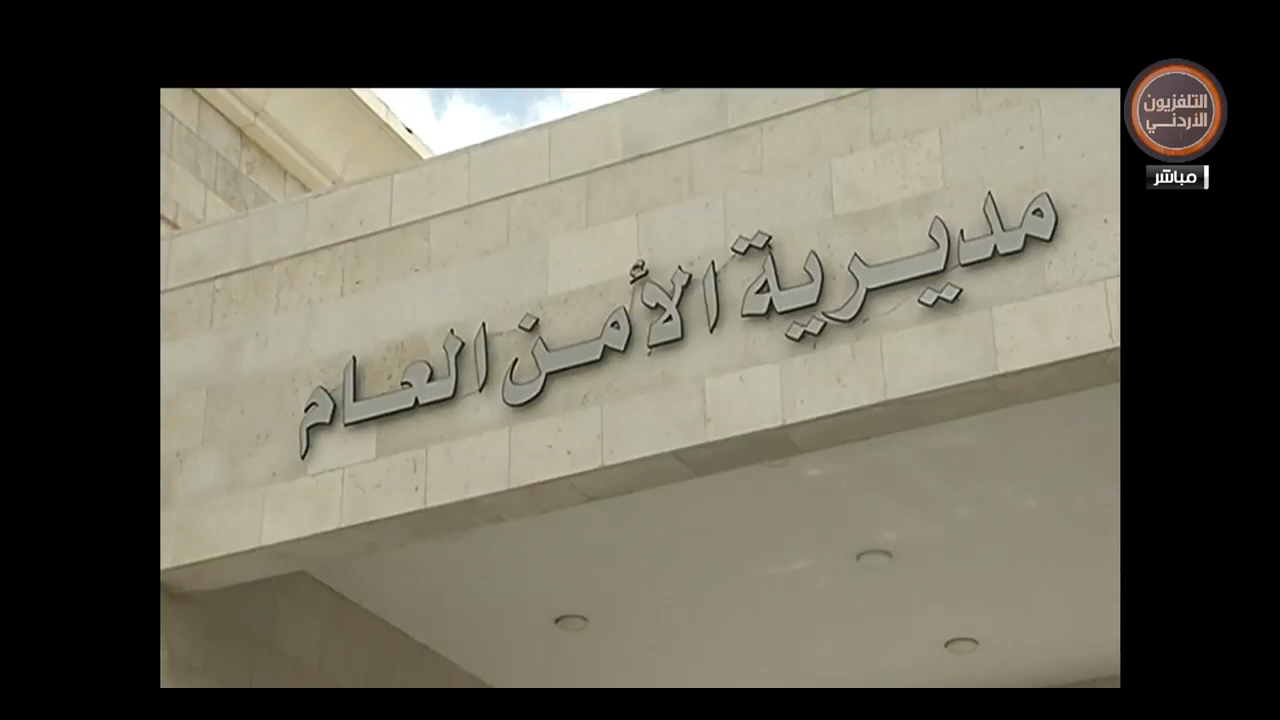 التلفزيون
الأردني
مباشر
مديرية الأمن العام